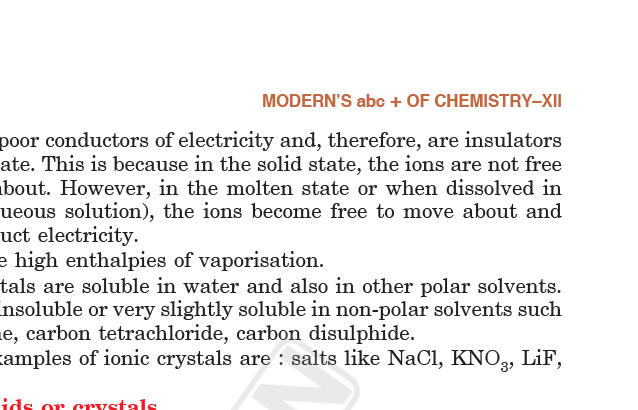 MODERN'S abc + OF CHEMISTRY–XII
poor conductors of electricity and, therefore, are insulators
ate. This is because in the solid state, the ions are not free
about. However, in the molten state or when dissolved in
ueous solution), the ions become free to move about and
uct electricity.
e high enthalpies of vaporisation.
tals are soluble in water and also in other polar solvents.
insoluble or very slightly soluble in non-polar solvents such
ne, carbon tetrachloride, carbon disulphide.
xamples of ionic crystals are : salts like NaCl, KNO₃, LiF,
ids or crystals